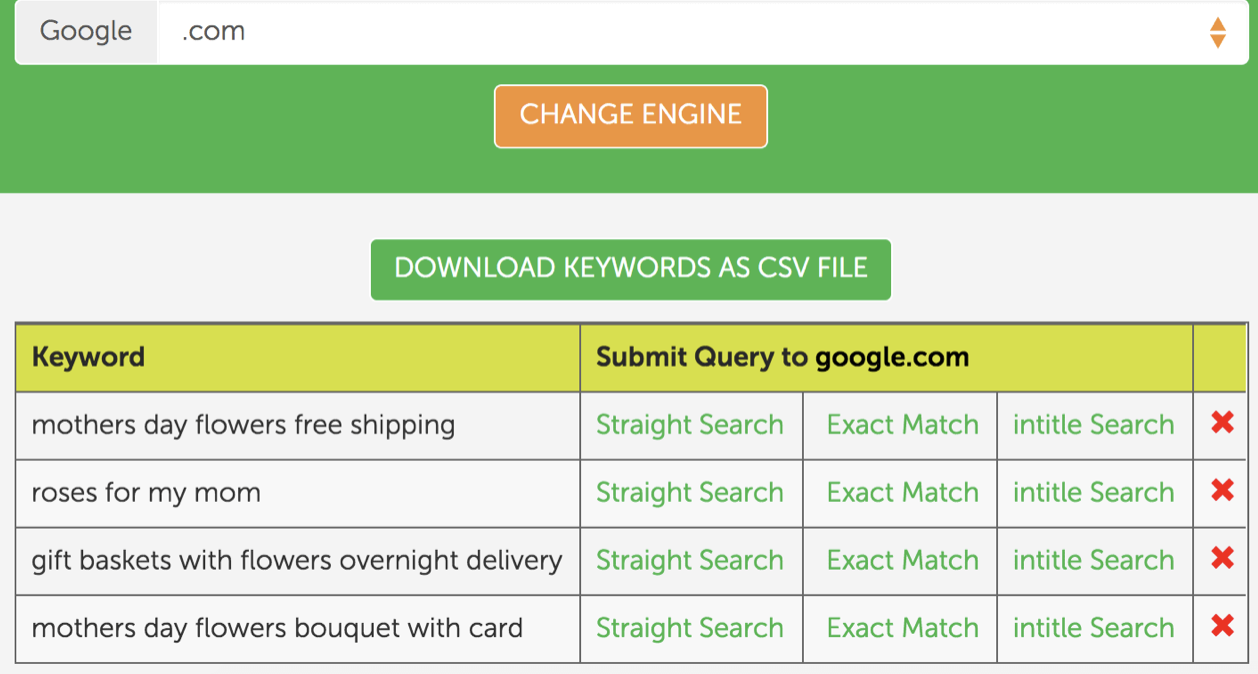 Google .com
CHANGE ENGINE
DOWNLOAD KEYWORDS AS CSV FILE
Keyword Submit Query to google.com
mothers day flowers free shipping Straight Search Exact Match intitle Search
roses for my mom Straight Search Exact Match intitle Search
gift baskets with flowers overnight delivery Straight Search Exact Match intitle Search
mothers day flowers bouquet with card Straight Search Exact Match intitle Search